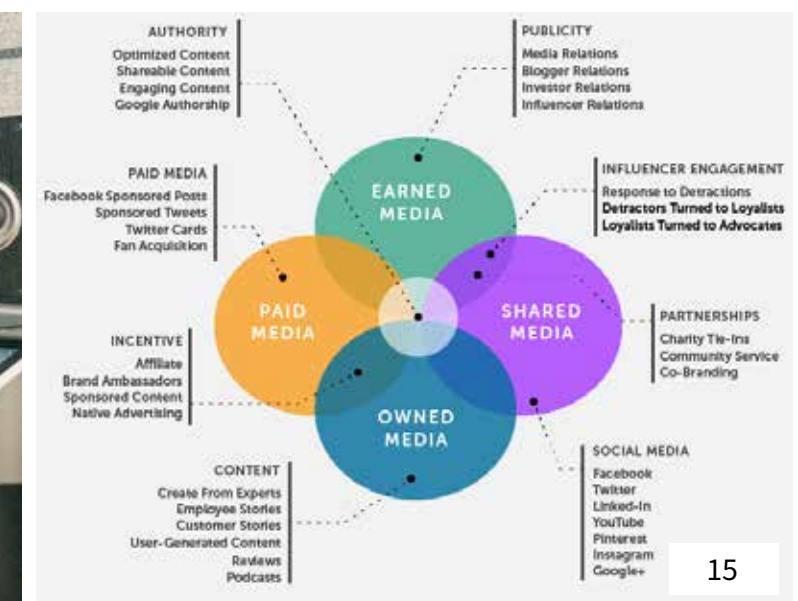 AUTHORITY
Optimized Content
Shareable Content
Engaging Content
Google Authorship
PUBLICITY
Media Relations
Blogger Relations
Investor Relations
Influencer Relations
PAID MEDIA
Facebook Sponsored Posts
Sponsored Tweets
Twitter Cards
Fan Acquisition
INFLUENCER ENGAGEMENT
Response to Detractions
Detractors Turned to Loyalists
Loyalists Turned to Advocates
EARNED
MEDIA
PAID
MEDIA
SHARED
MEDIA
OWNED
MEDIA
INCENTIVE
Affiliate
Brand Ambassadors
Sponsored Content
Native Advertising
PARTNERSHIPS
Charity Tie-Ins
Community Service
Co-Branding
CONTENT
Create From Experts
Employee Stories
Customer Stories
User-Generated Content
Reviews
Podcasts
SOCIAL MEDIA
Facebook
Twitter
Linked-In
YouTube
Pinterest
Instagram
Google+
15